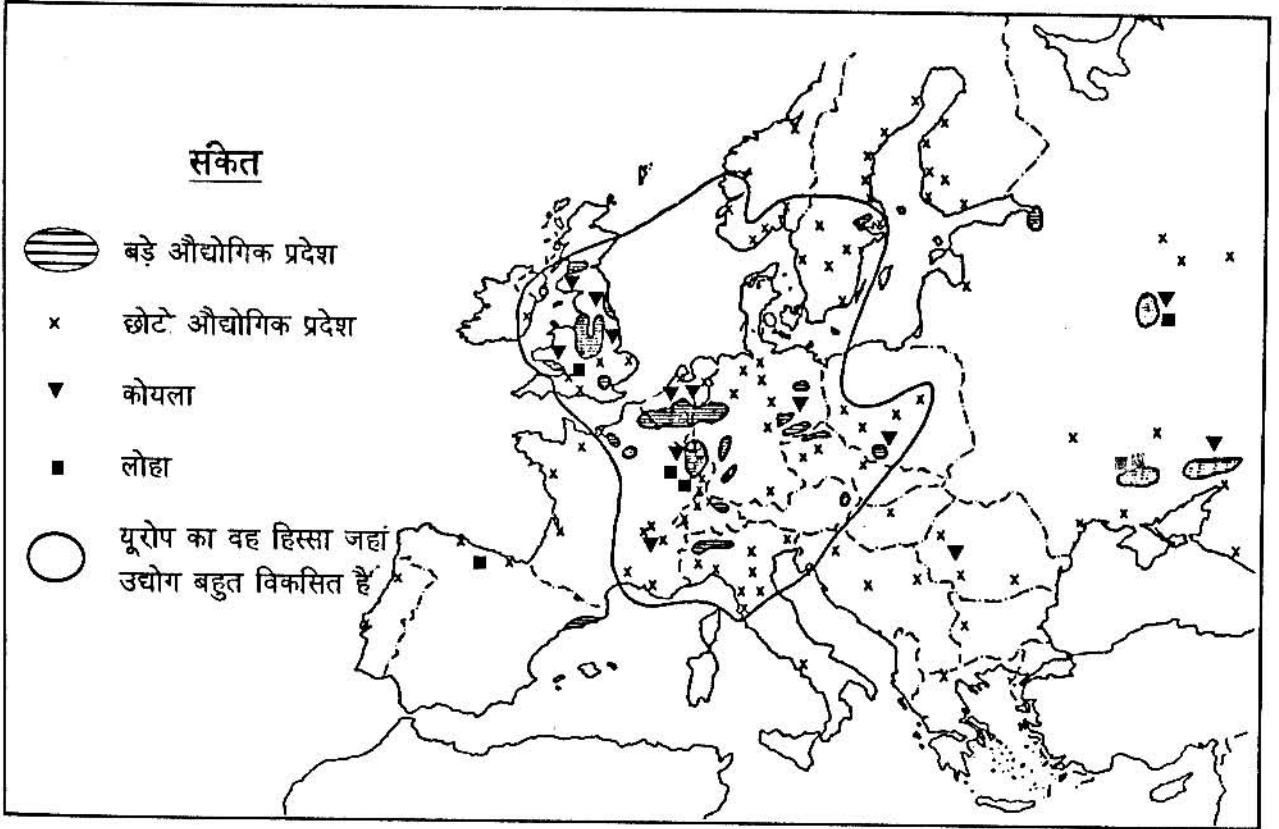 संकेत
बड़े औद्योगिक प्रदेश
छोटे औद्योगिक प्रदेश
कोयला
लोहा
यूरोप का वह हिस्सा जहां
उद्योग बहुत विकसित हैं